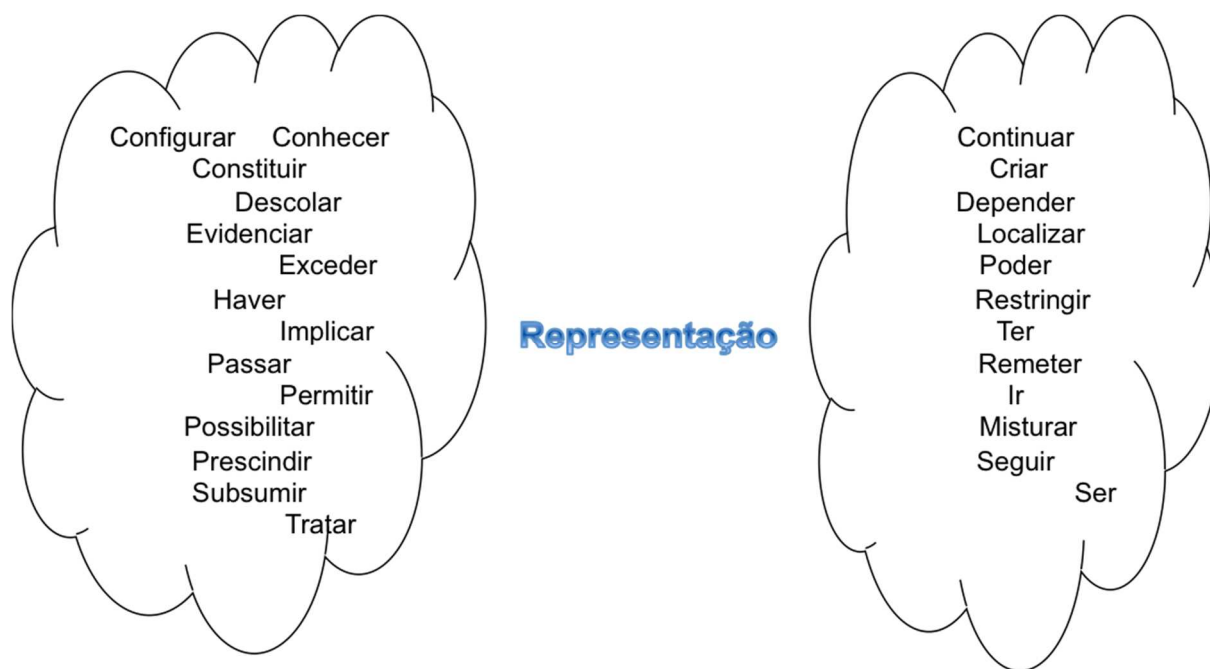 Configurar Conhecer
Constituir
Descolar
Evidenciar
Exceder
Haver
Implicar
Passar
Permitir
Possibilitar
Prescindir
Subsumir
Tratar
Representação
Continuar
Criar
Depender
Localizar
Poder
Restringir
Ter
Remeter
Ir
Misturar
Seguir
Ser